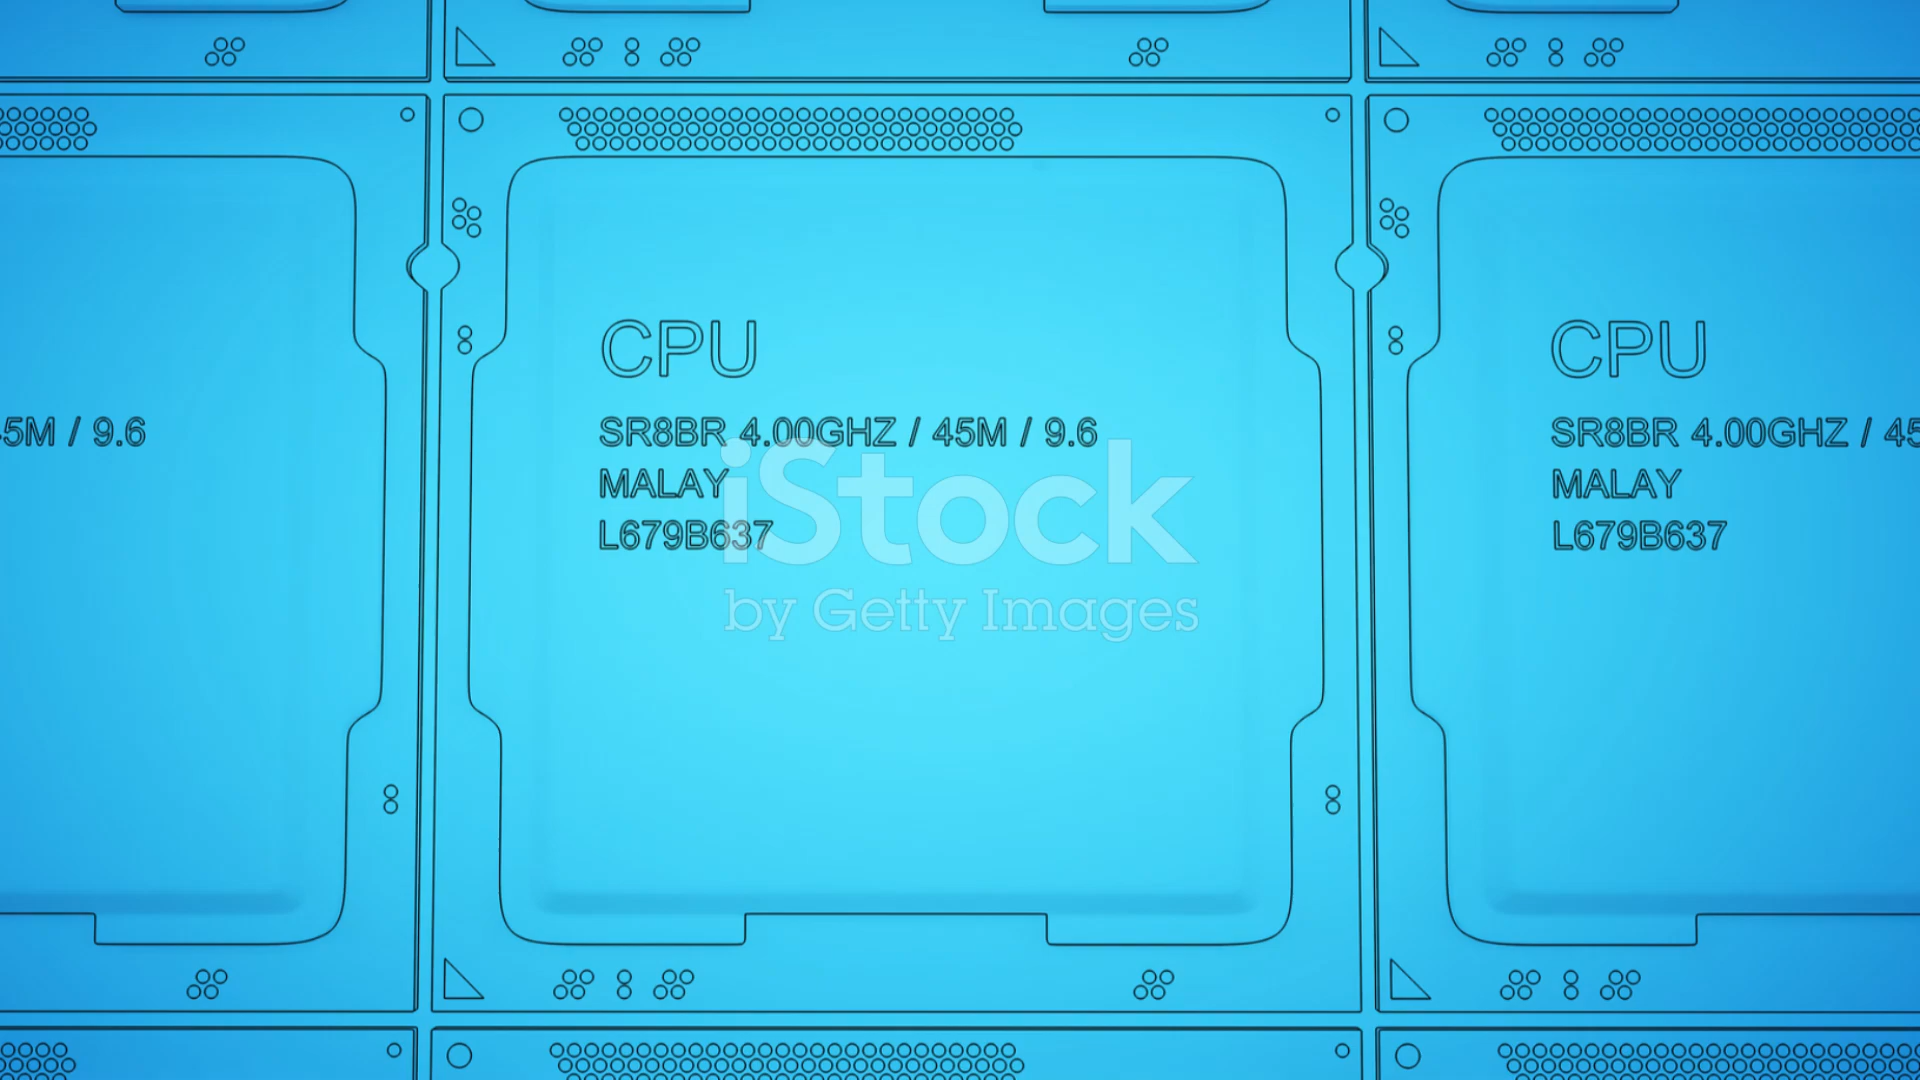 CPU
SR8BR 4.00GHZ / 45M / 9.6
MALAY
L679B637
5M / 9.6
CPU
SR8BR 4.00GHZ / 45
MALAY
L679B637
iStock
by Getty Images